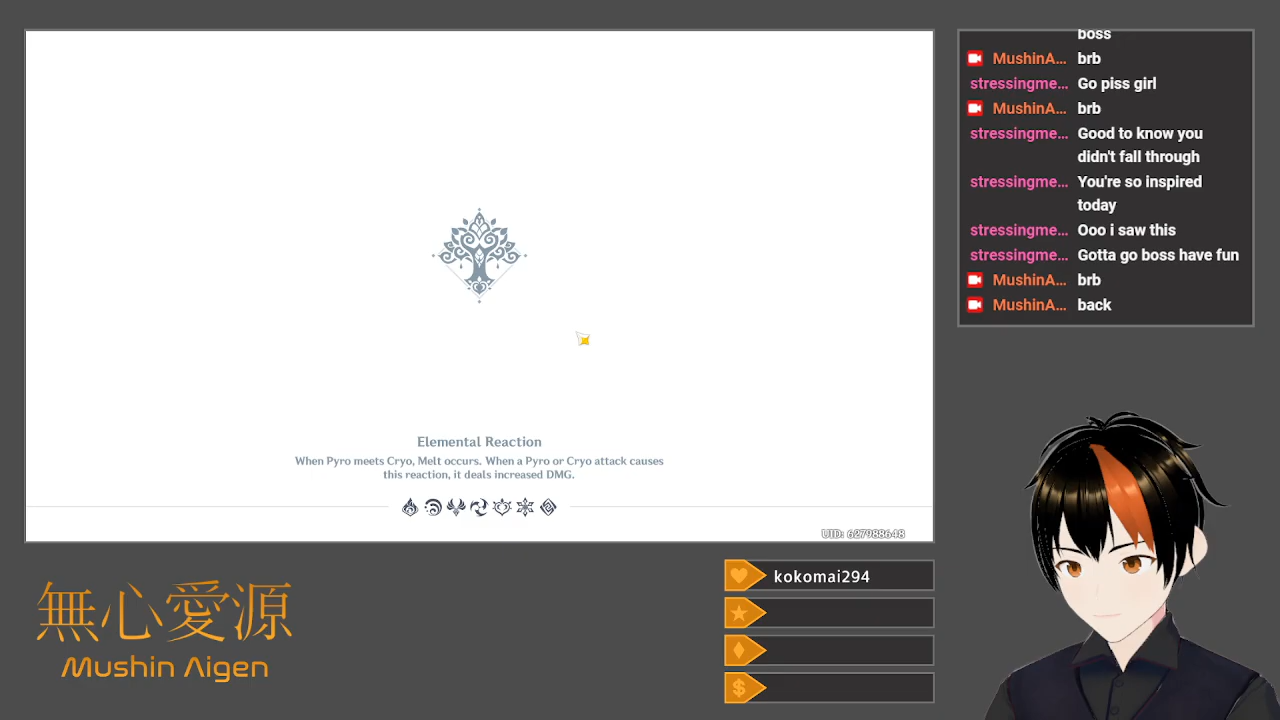 boss
MushinA... brb
stressingme... Go piss girl
MushinA... brb
stressingme... Good to know you
didn't fall through
stressingme... You're so inspired
today
stressingme... Ooo i saw this
stressingme... Gotta go boss have fun
MushinA... brb
MushinA... back
Elemental Reaction
When Pyro meets Cryo, Melt occurs. When a Pyro or Cryo attack causes
this reaction, it deals increased DMG.
UID: 627988648
kokomai294
無心愛源
Mushin Aigen